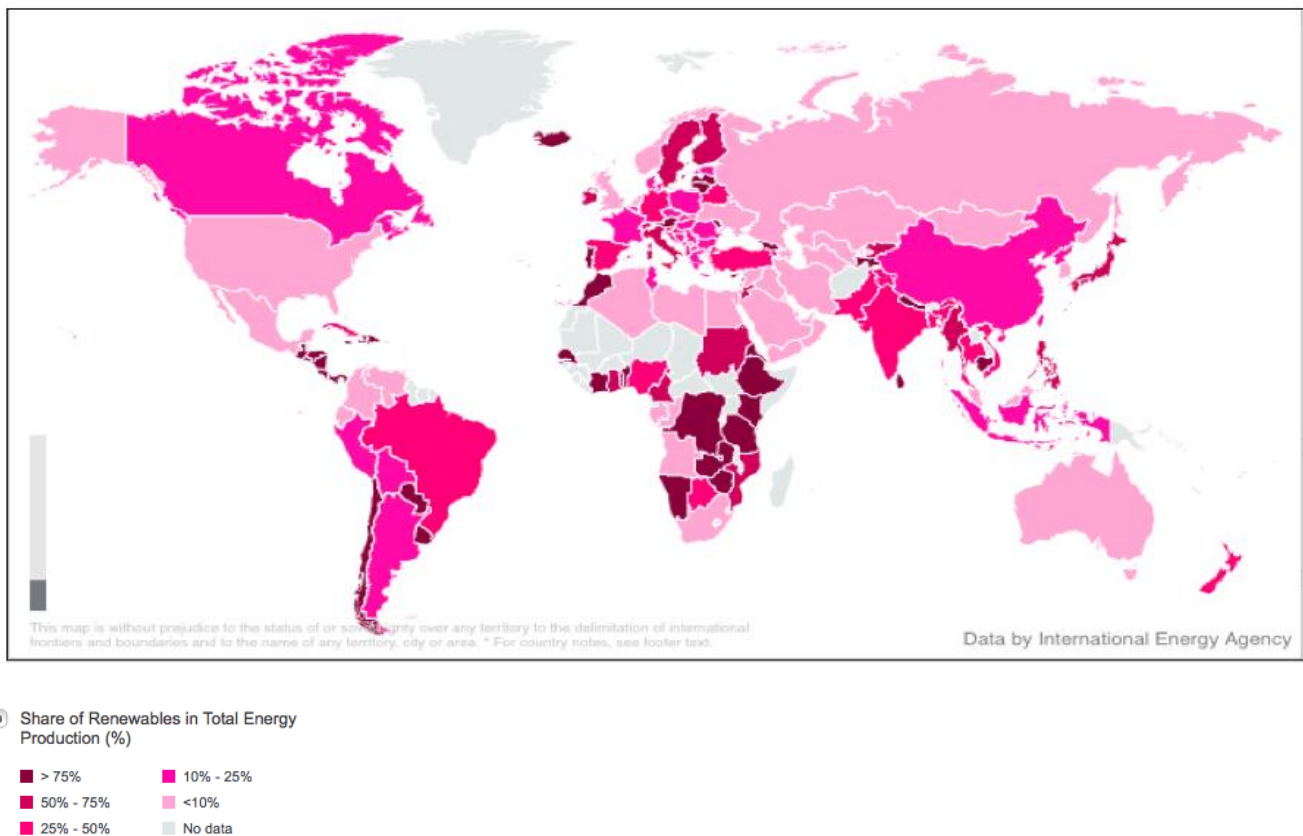 This map is without prejudice to the status of or sovereignty over any territory to the delimitation of international
frontiers and boundaries and to the name of any territory, city or area. * For country notes, see footer text.
Data by International Energy Agency
Share of Renewables in Total Energy
Production (%)
> 75%
10% - 25%
50% - 75%
<10%
25% - 50%
No data